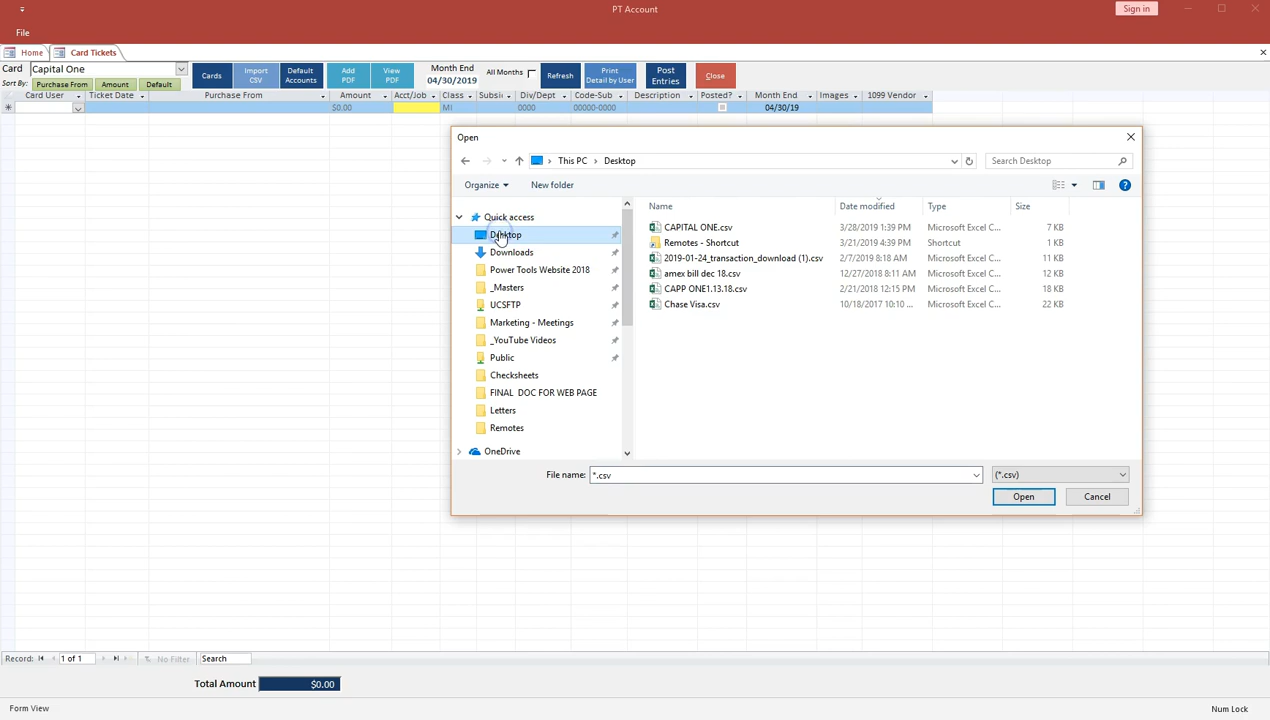 PT Account
Sign in
File
Home
Card Tickets
Card
Capital One
Cards
Import
CSV
Default
Accounts
Add
PDF
View
PDF
Month End
04/30/2019
All Months
Refresh
Print
Detail by User
Post
Entries
Close
Sort By:
Purchase From
Amount
Default
Card User
Ticket Date
Purchase From
Amount
Acct/Job
Class
Subsi
Div/Dept
Code-Sub
Description
Posted?
Month End
Images
1099 Vendor
$0.00
MI
0000
00000-0000
04/30/19
Open
This PC
Desktop
Search Desktop
Organize
New folder
Quick access
Desktop
Downloads
Power Tools Website 2018
_Masters
UCSFTP
Marketing - Meetings
_YouTube Videos
Public
Checksheets
FINAL DOC FOR WEB PAGE
Letters
Remotes
OneDrive
Name
Date modified
Type
Size
CAPITAL ONE.csv 3/28/2019 1:39 PM Microsoft Excel C... 7 KB
Remotes - Shortcut 3/21/2019 4:39 PM Shortcut 1 KB
2019-01-24_transaction_download (1).csv 2/7/2019 8:18 AM Microsoft Excel C... 11 KB
amex bill dec 18.csv 12/27/2018 8:11 AM Microsoft Excel C... 12 KB
CAPP ONE1.13.18.csv 2/21/2018 12:15 PM Microsoft Excel C... 18 KB
Chase Visa.csv 10/18/2017 10:10 ... Microsoft Excel C... 22 KB
File name:
*.csv
(*.csv)
Open
Cancel
Record:
1 of 1
No Filter
Search
Total Amount
$0.00
Form View
Num Lock